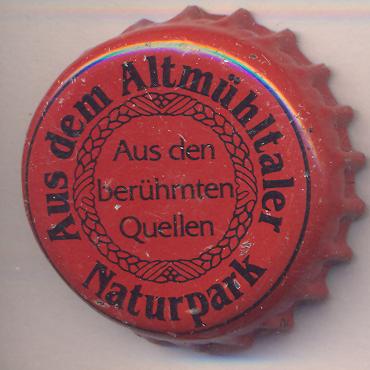 Aus dem Altmühltaler
Aus den
berühmten
Quellen
Naturpark